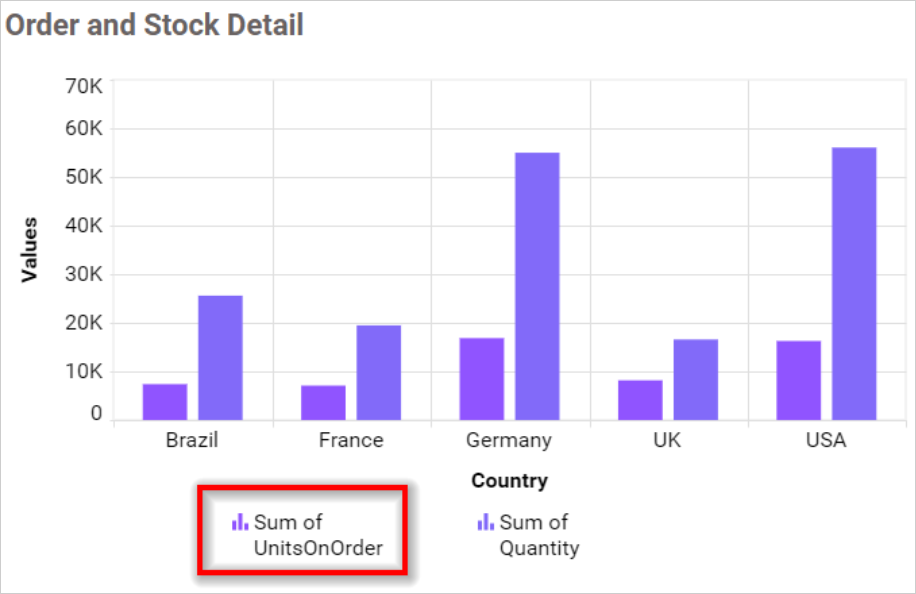 Order and Stock Detail
70K
60K
50K
40K
30K
20K
10K
0
Values
Brazil France Germany UK USA
Country
Sum of
UnitsOnOrder
Sum of
Quantity